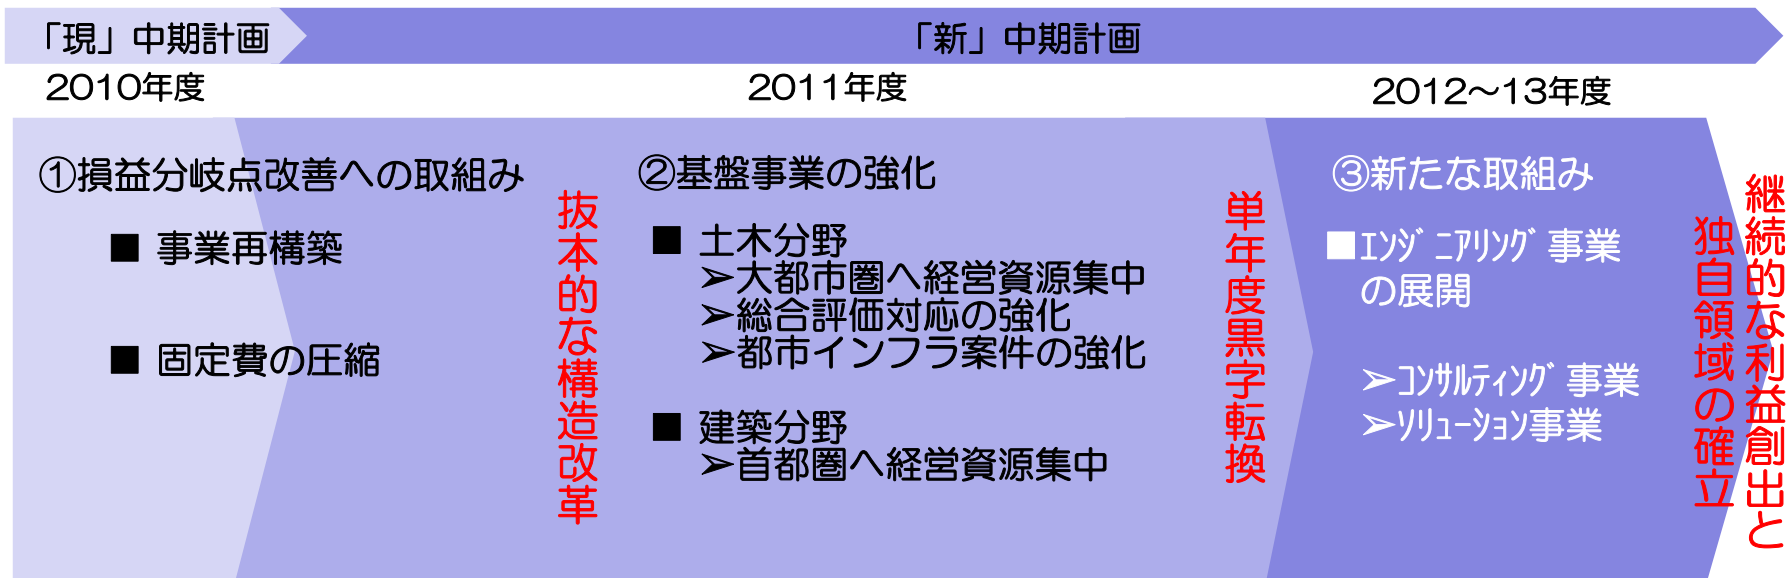 「現」中期計画
「新」中期計画
2010年度
2011年度
2012～13年度
①損益分岐点改善への取組み
■ 事業再構築
■ 固定費の圧縮
抜本的な構造改革
②基盤事業の強化
■ 土木分野
➢大都市圏へ経営資源集中
➢総合評価対応の強化
➢都市インフラ案件の強化
■ 建築分野
➢首都圏へ経営資源集中
単年度黒字転換
③新たな取組み
■ｴﾝｼﾞﾆｱﾘﾝｸﾞ事業
の展開
➢ｺﾝｻﾙﾃｨﾝｸﾞ事業
➢ｿﾘｭｰｼｮﾝ事業
継続的な利益創出と
独自領域の確立